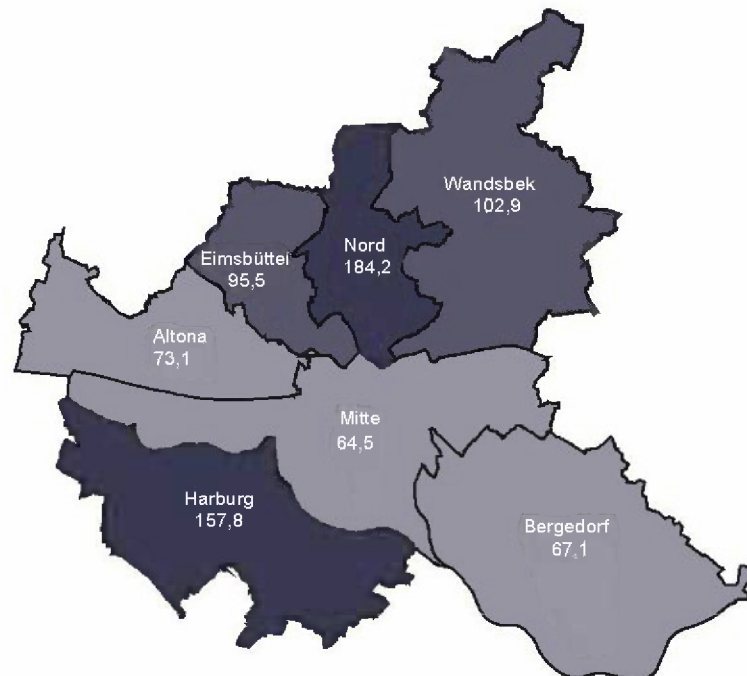 Wandsbek
102,9
Nord
184,2
Eimsbüttel
95,5
Altona
73,1
Mitte
64,5
Harburg
157,8
Bergedorf
67,1